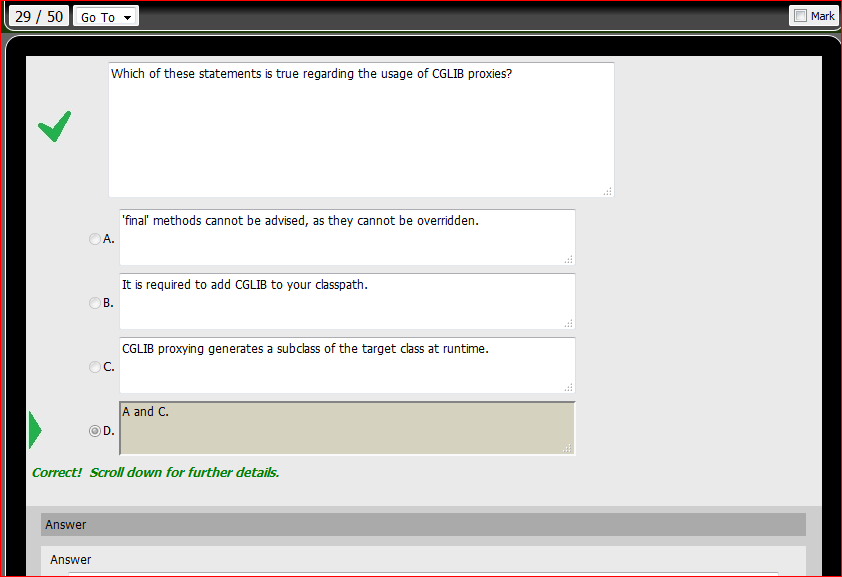 29 / 50
Go To
Mark
Which of these statements is true regarding the usage of CGLIB proxies?
A.
'final' methods cannot be advised, as they cannot be overridden.
B.
It is required to add CGLIB to your classpath.
C.
CGLIB proxying generates a subclass of the target class at runtime.
D.
A and C.
Correct! Scroll down for further details.
Answer
Answer